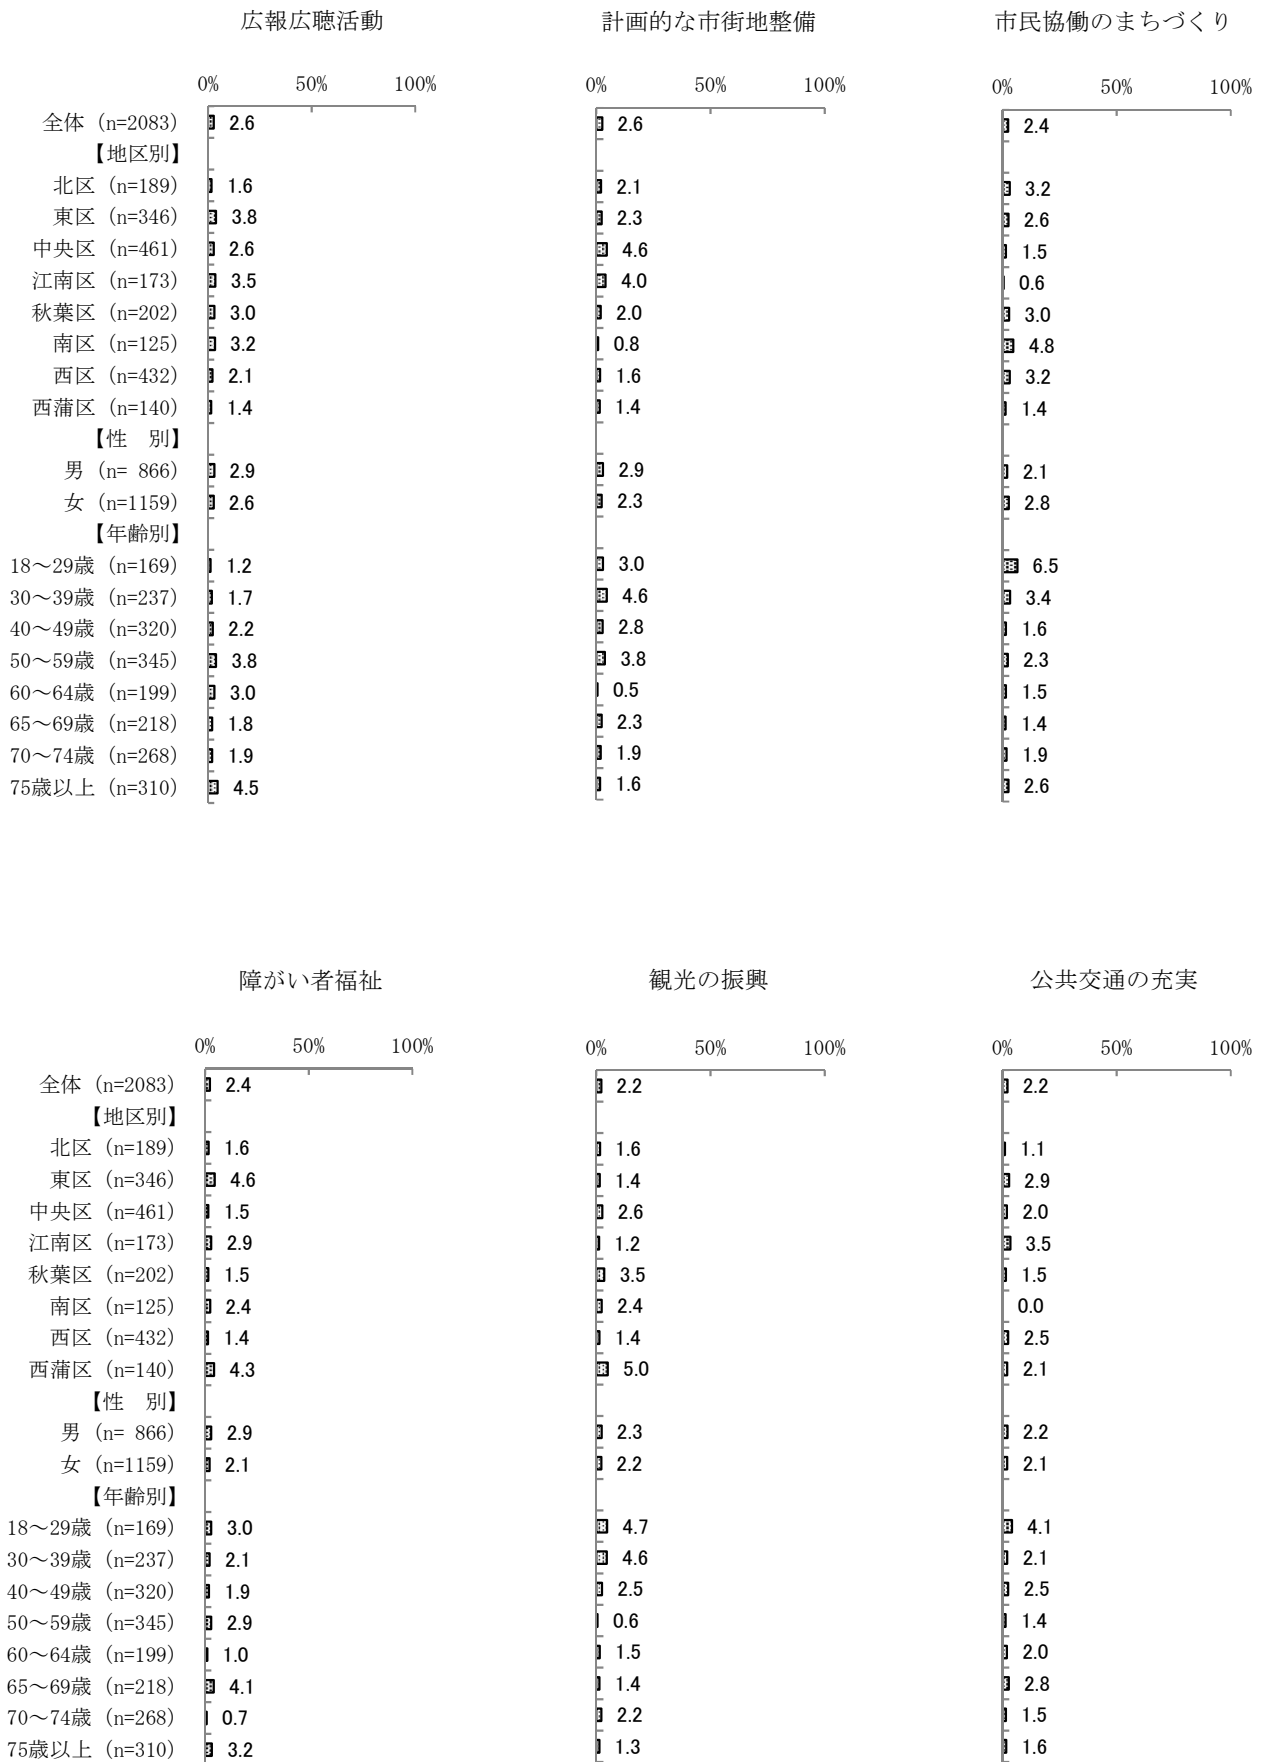 広報広聴活動 計画的な市街地整備 市民協働のまちづくり
0% 50% 100% 0% 50% 100% 0% 50% 100%
全体 (n=2083) 2.6 2.6 2.4
【地区別】
北区 (n=189) 1.6 2.1 3.2
東区 (n=346) 3.8 2.3 2.6
中央区 (n=461) 2.6 4.6 1.5
江南区 (n=173) 3.5 4.0 0.6
秋葉区 (n=202) 3.0 2.0 3.0
南区 (n=125) 3.2 0.8 4.8
西区 (n=432) 2.1 1.6 3.2
西蒲区 (n=140) 1.4 1.4 1.4
【性　別】
男 (n= 866) 2.9 2.9 2.1
女 (n=1159) 2.6 2.3 2.8
【年齢別】
18～29歳 (n=169) 1.2 3.0 6.5
30～39歳 (n=237) 1.7 4.6 3.4
40～49歳 (n=320) 2.2 2.8 1.6
50～59歳 (n=345) 3.8 3.8 2.3
60～64歳 (n=199) 3.0 0.5 1.5
65～69歳 (n=218) 1.8 2.3 1.4
70～74歳 (n=268) 1.9 1.9 1.9
75歳以上 (n=310) 4.5 1.6 2.6
障がい者福祉 観光の振興 公共交通の充実
0% 50% 100% 0% 50% 100% 0% 50% 100%
全体 (n=2083) 2.4 2.2 2.2
【地区別】
北区 (n=189) 1.6 1.6 1.1
東区 (n=346) 4.6 1.4 2.9
中央区 (n=461) 1.5 2.6 2.0
江南区 (n=173) 2.9 1.2 3.5
秋葉区 (n=202) 1.5 3.5 1.5
南区 (n=125) 2.4 2.4 0.0
西区 (n=432) 1.4 1.4 2.5
西蒲区 (n=140) 4.3 5.0 2.1
【性　別】
男 (n= 866) 2.9 2.3 2.2
女 (n=1159) 2.1 2.2 2.1
【年齢別】
18～29歳 (n=169) 3.0 4.7 4.1
30～39歳 (n=237) 2.1 4.6 2.1
40～49歳 (n=320) 1.9 2.5 2.5
50～59歳 (n=345) 2.9 0.6 1.4
60～64歳 (n=199) 1.0 1.5 2.0
65～69歳 (n=218) 4.1 1.4 2.8
70～74歳 (n=268) 0.7 2.2 1.5
75歳以上 (n=310) 3.2 1.3 1.6